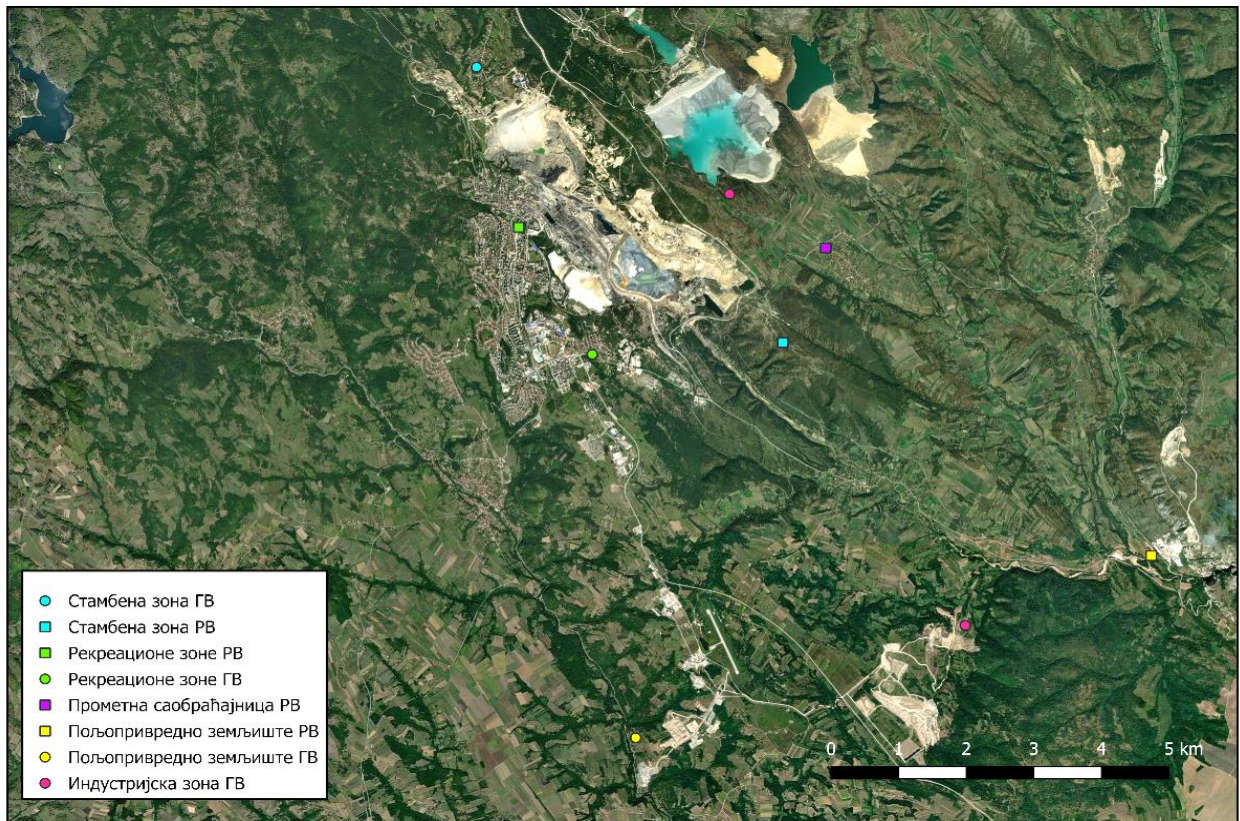 Стамбена зона ГВ
Стамбена зона РВ
Рекреационе зоне РВ
Рекреационе зоне ГВ
Прометна саобраћајница РВ
Пољопривредно земљиште РВ
Пољопривредно земљиште ГВ
Индустријска зона ГВ
0 1 2 3 4 5 km